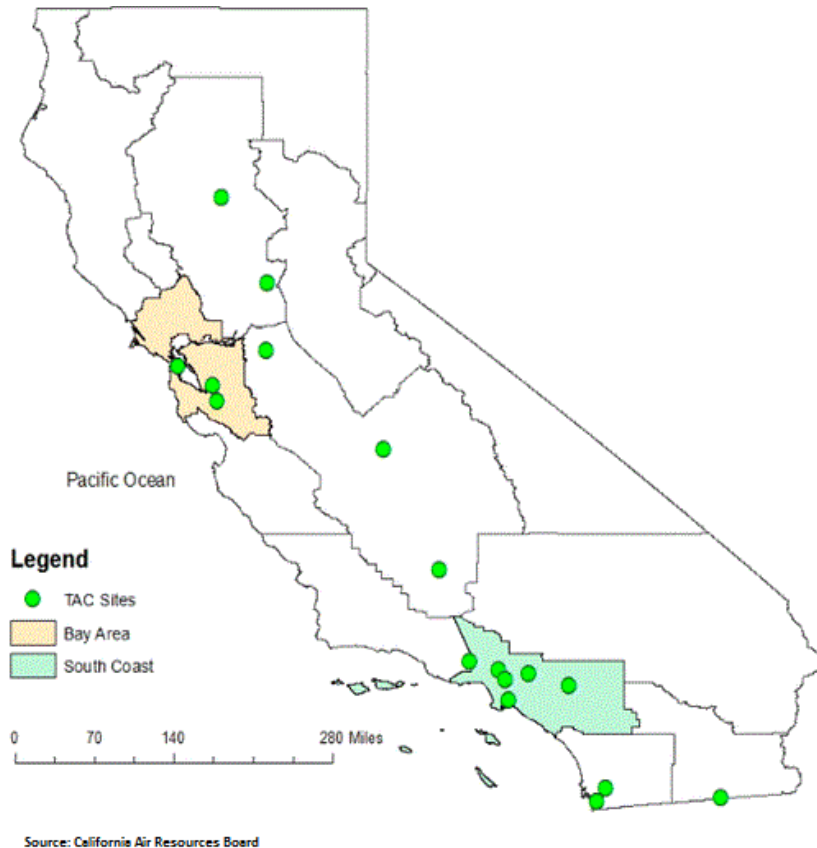 Pacific Ocean
Legend
TAC Sites
Bay Area
South Coast
0 70 140 280 Miles
Source: California Air Resources Board